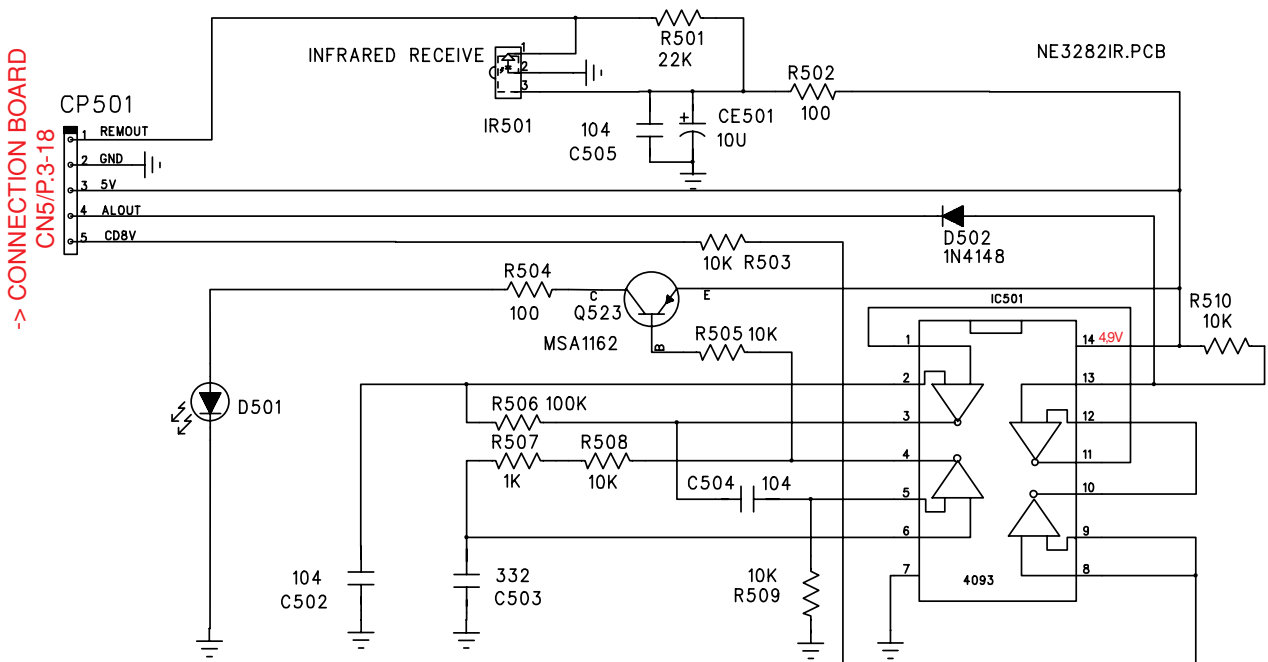 -> CONNECTION BOARD
CN5/P.3-18
CP501
1 REMOUT
2 GND
3 5V
4 ALOUT
5 CD8V
INFRARED RECEIVE
1
2
3
IR501
R501
22K
NE3282IR.PCB
R502
100
104
C505
CE501
+
10U
D502
1N4148
10K R503
R504
100
C
E
B
Q523
MSA1162
R505 10K
IC501
R510
10K
D501
R506 100K
R507
1K
R508
10K
C504 104
104
C502
332
C503
10K
R509
1
2
3
4
5
6
7
14 4,9V
13
12
11
10
9
8
4093